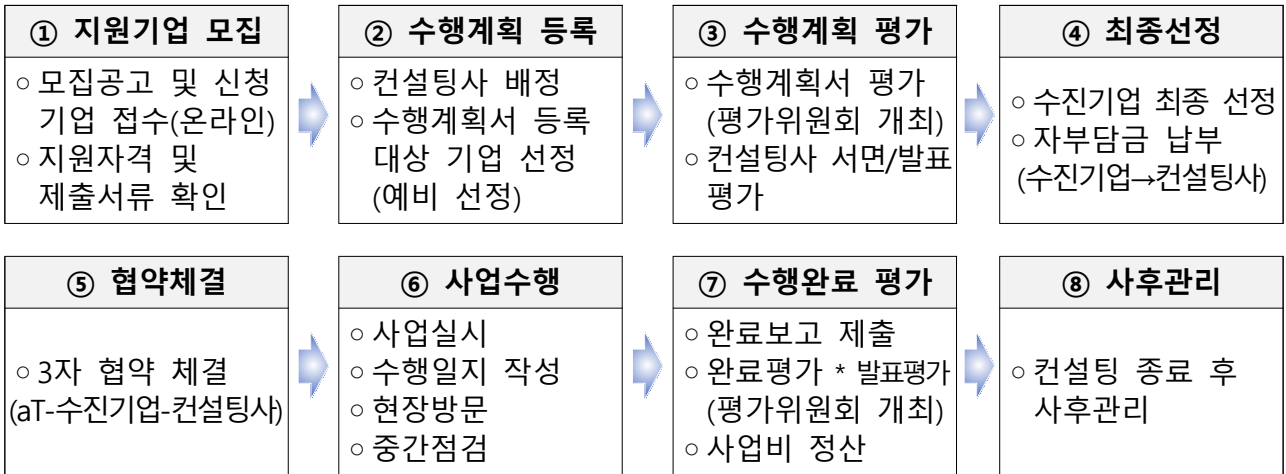 ① 지원기업 모집
○ 모집공고 및 신청
기업 접수(온라인)
○ 지원자격 및
제출서류 확인
② 수행계획 등록
○ 컨설팅사 배정
○ 수행계획서 등록
대상 기업 선정
(예비 선정)
③ 수행계획 평가
○ 수행계획서 평가
(평가위원회 개최)
○ 컨설팅사 서면/발표
평가
④ 최종선정
○ 수진기업 최종 선정
○ 자부담금 납부
(수진기업→컨설팅사)
⑤ 협약체결
○ 3자 협약 체결
(aT-수진기업-컨설팅사)
⑥ 사업수행
○ 사업실시
○ 수행일지 작성
○ 현장방문
○ 중간점검
⑦ 수행완료 평가
○ 완료보고 제출
○ 완료평가 * 발표평가
(평가위원회 개최)
○ 사업비 정산
⑧ 사후관리
○ 컨설팅 종료 후
사후관리